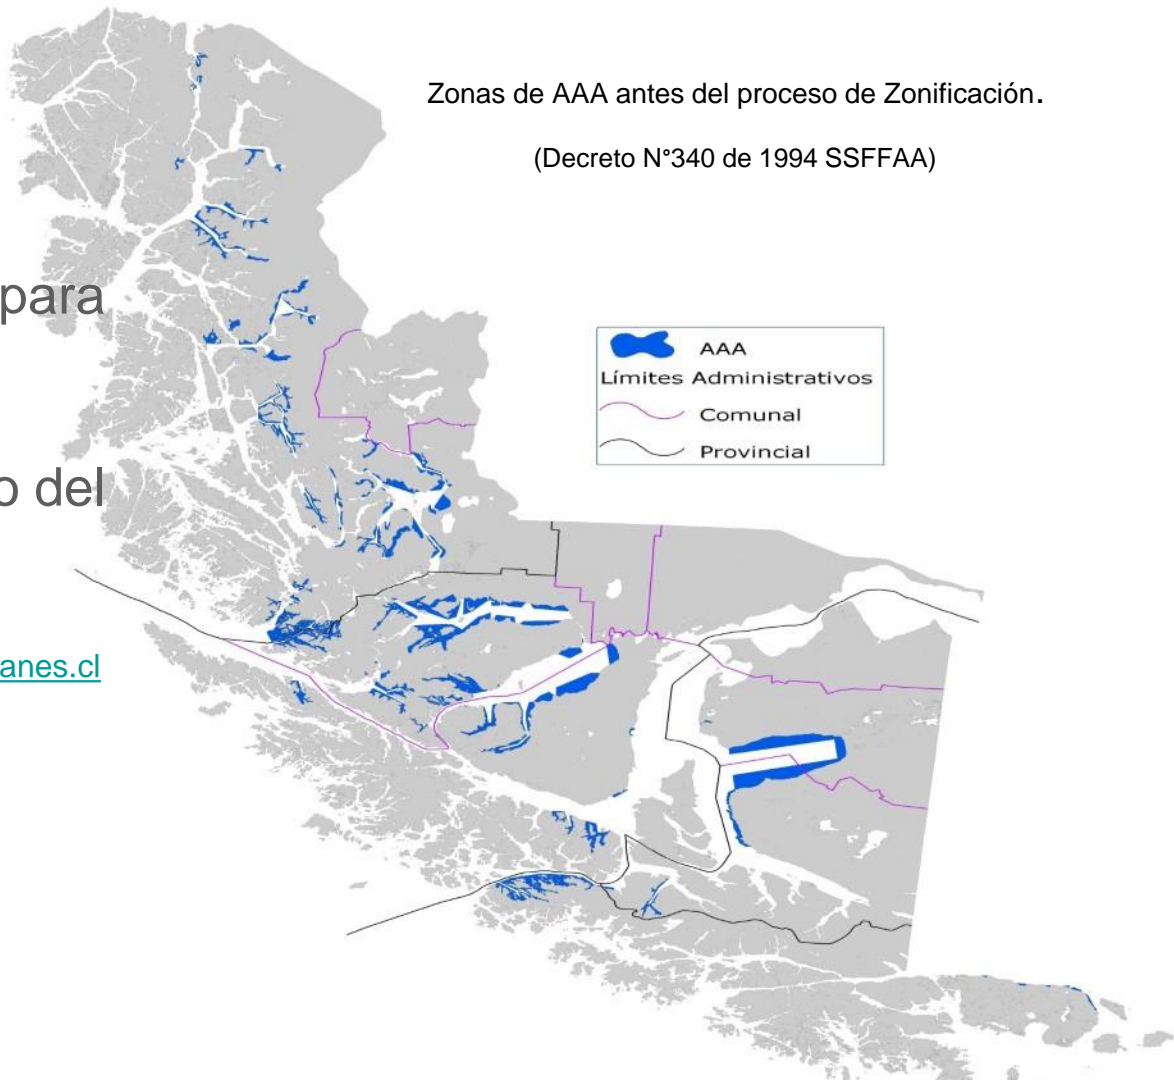 Zonas de AAA antes del proceso de Zonificación.
(Decreto N°340 de 1994 SSFFAA)
para
o del
anes.cl
AAA
Límites Administrativos
Comunal
Provincial